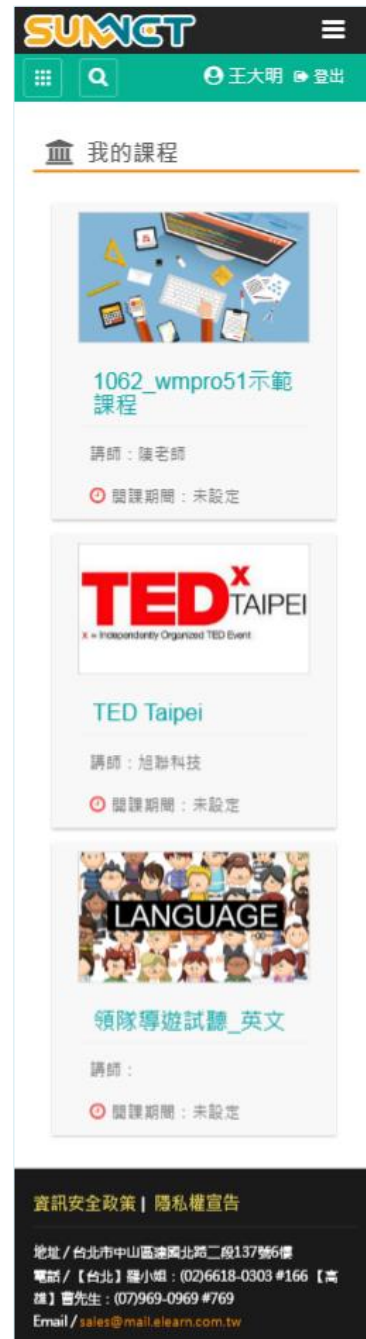 SUNNET
王大明 登出
我的課程
1062_wmpro51示範
課程
講師：陳老師
開課期間：未設定
TEDx
TAIPEI
x = Independently Organized TED Event
TED Taipei
講師：旭聯科技
開課期間：未設定
LANGUAGE
領隊導遊試聽_英文
講師：
開課期間：未設定
資訊安全政策 | 隱私權宣告
地址 / 台北市中山區建國北路二段137號6樓
電話 / 【台北】羅小姐：(02)6618-0303 #166 【高
雄】曹先生：(07)969-0969 #769
Email / sales@mail.elearn.com.tw